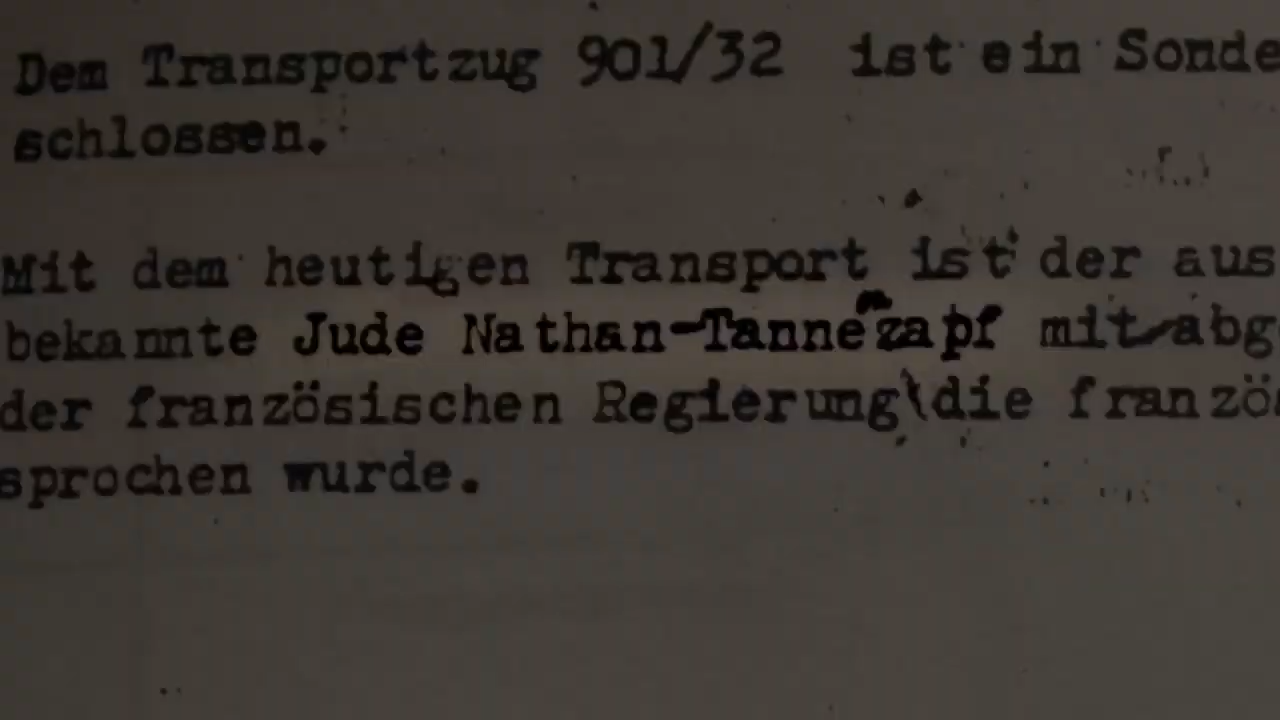 Dem Transportzug 901/32 ist ein Sonde
schlossen.
Mit dem heutigen Transport ist der aus
bekannte Jude Nathan-Tannezapf mit abg
der französischen Regierung die franzö
sprochen wurde.